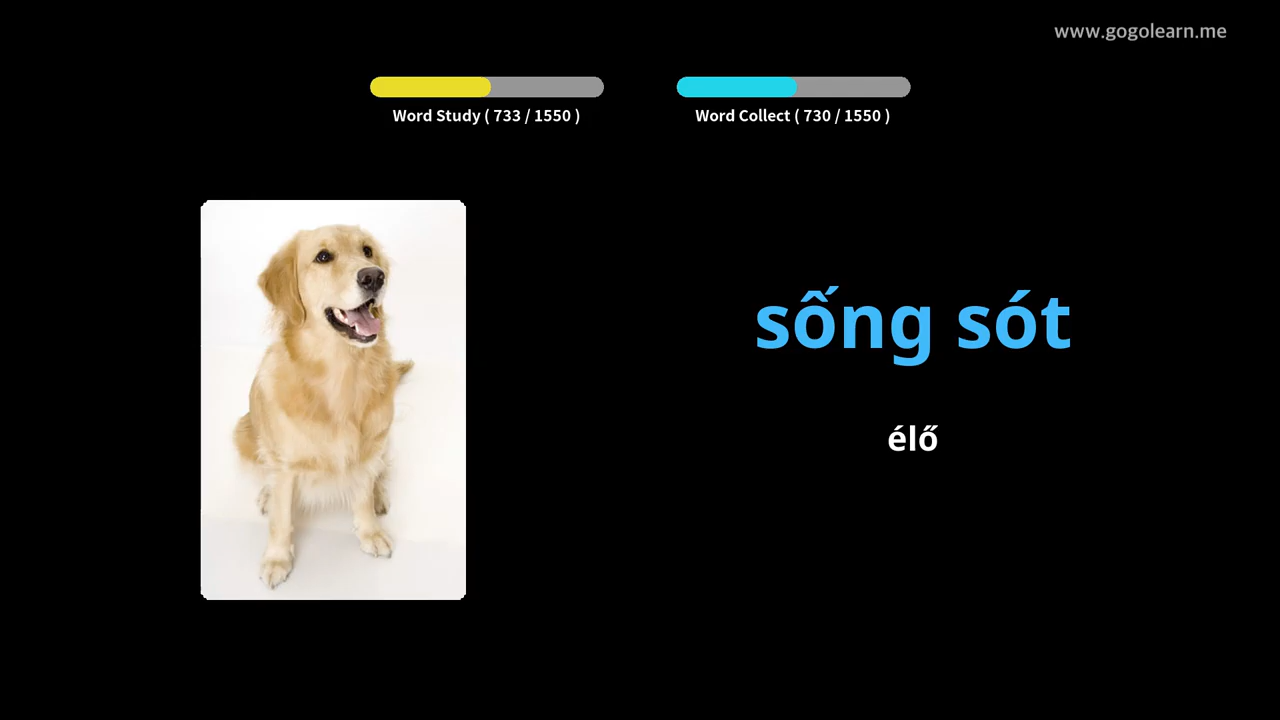 www.gogolearn.me
Word Study ( 733 / 1550 )
Word Collect ( 730 / 1550 )
sống sót
élő